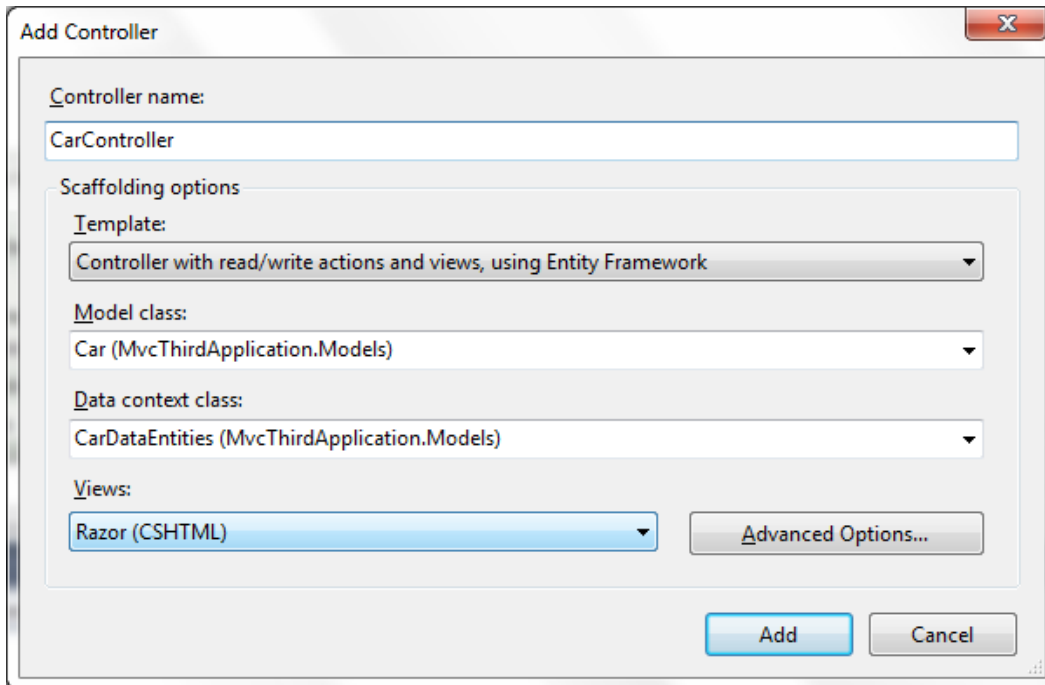 Add Controller
Controller name:
CarController
Scaffolding options
Template:
Controller with read/write actions and views, using Entity Framework
Model class:
Car (MvcThirdApplication.Models)
Data context class:
CarDataEntities (MvcThirdApplication.Models)
Views:
Razor (CSHTML)
Advanced Options...
Add
Cancel